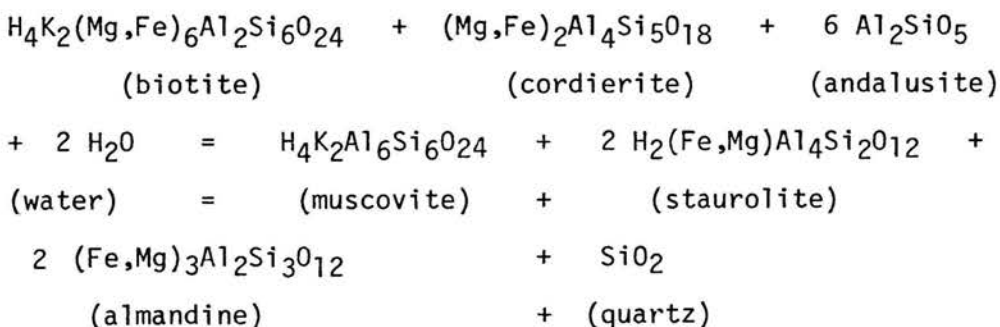 H₄K₂(Mg,Fe)₆Al₂Si₆O₂₄ + (Mg,Fe)₂Al₄Si₅O₁₈ + 6 Al₂SiO₅
(biotite) (cordierite) (andalusite)
+ 2 H₂O = H₄K₂Al₆Si₆O₂₄ + 2 H₂(Fe,Mg)Al₄Si₂O₁₂ +
(water) = (muscovite) + (staurolite)
2 (Fe,Mg)₃Al₂Si₃O₁₂ + SiO₂
(almandine) + (quartz)